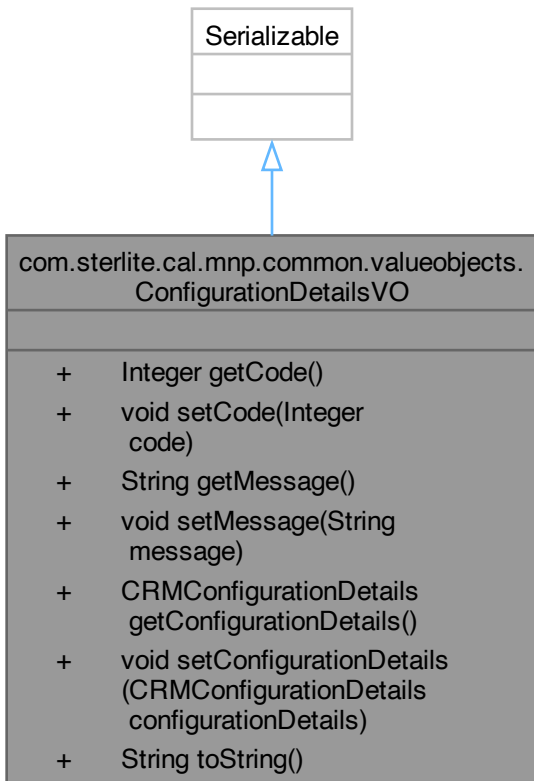 Serializable
com.sterlite.cal.mnp.common.valueobjects.
ConfigurationDetailsVO
+ Integer getCode()
+ void setCode(Integer
code)
+ String getMessage()
+ void setMessage(String
message)
+ CRMConfigurationDetails
getConfigurationDetails()
+ void setConfigurationDetails
(CRMConfigurationDetails
configurationDetails)
+ String toString()